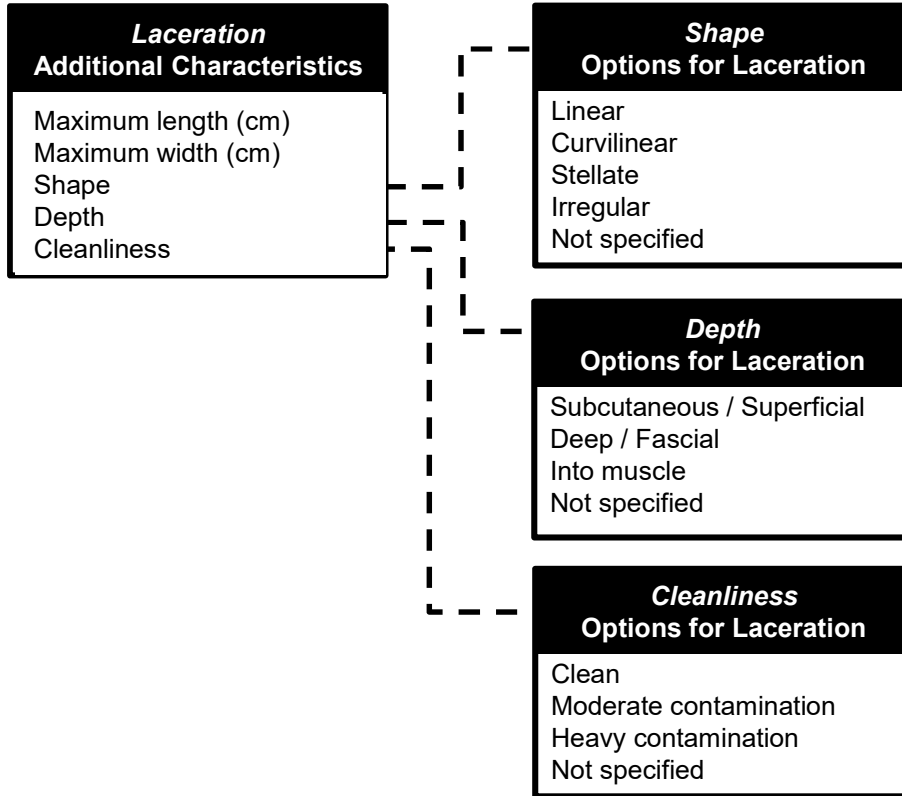 Laceration
Additional Characteristics
Maximum length (cm)
Maximum width (cm)
Shape
Depth
Cleanliness
Shape
Options for Laceration
Linear
Curvilinear
Stellate
Irregular
Not specified
Depth
Options for Laceration
Subcutaneous / Superficial
Deep / Fascial
Into muscle
Not specified
Cleanliness
Options for Laceration
Clean
Moderate contamination
Heavy contamination
Not specified